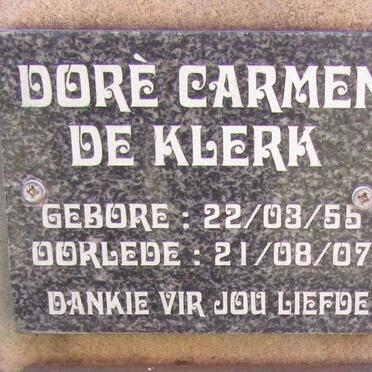 DORÈ CARMEN
DE KLERK
GEBORE : 22/03/55
OORLEDE : 21/08/07
DANKIE VIR JOU LIEFDE